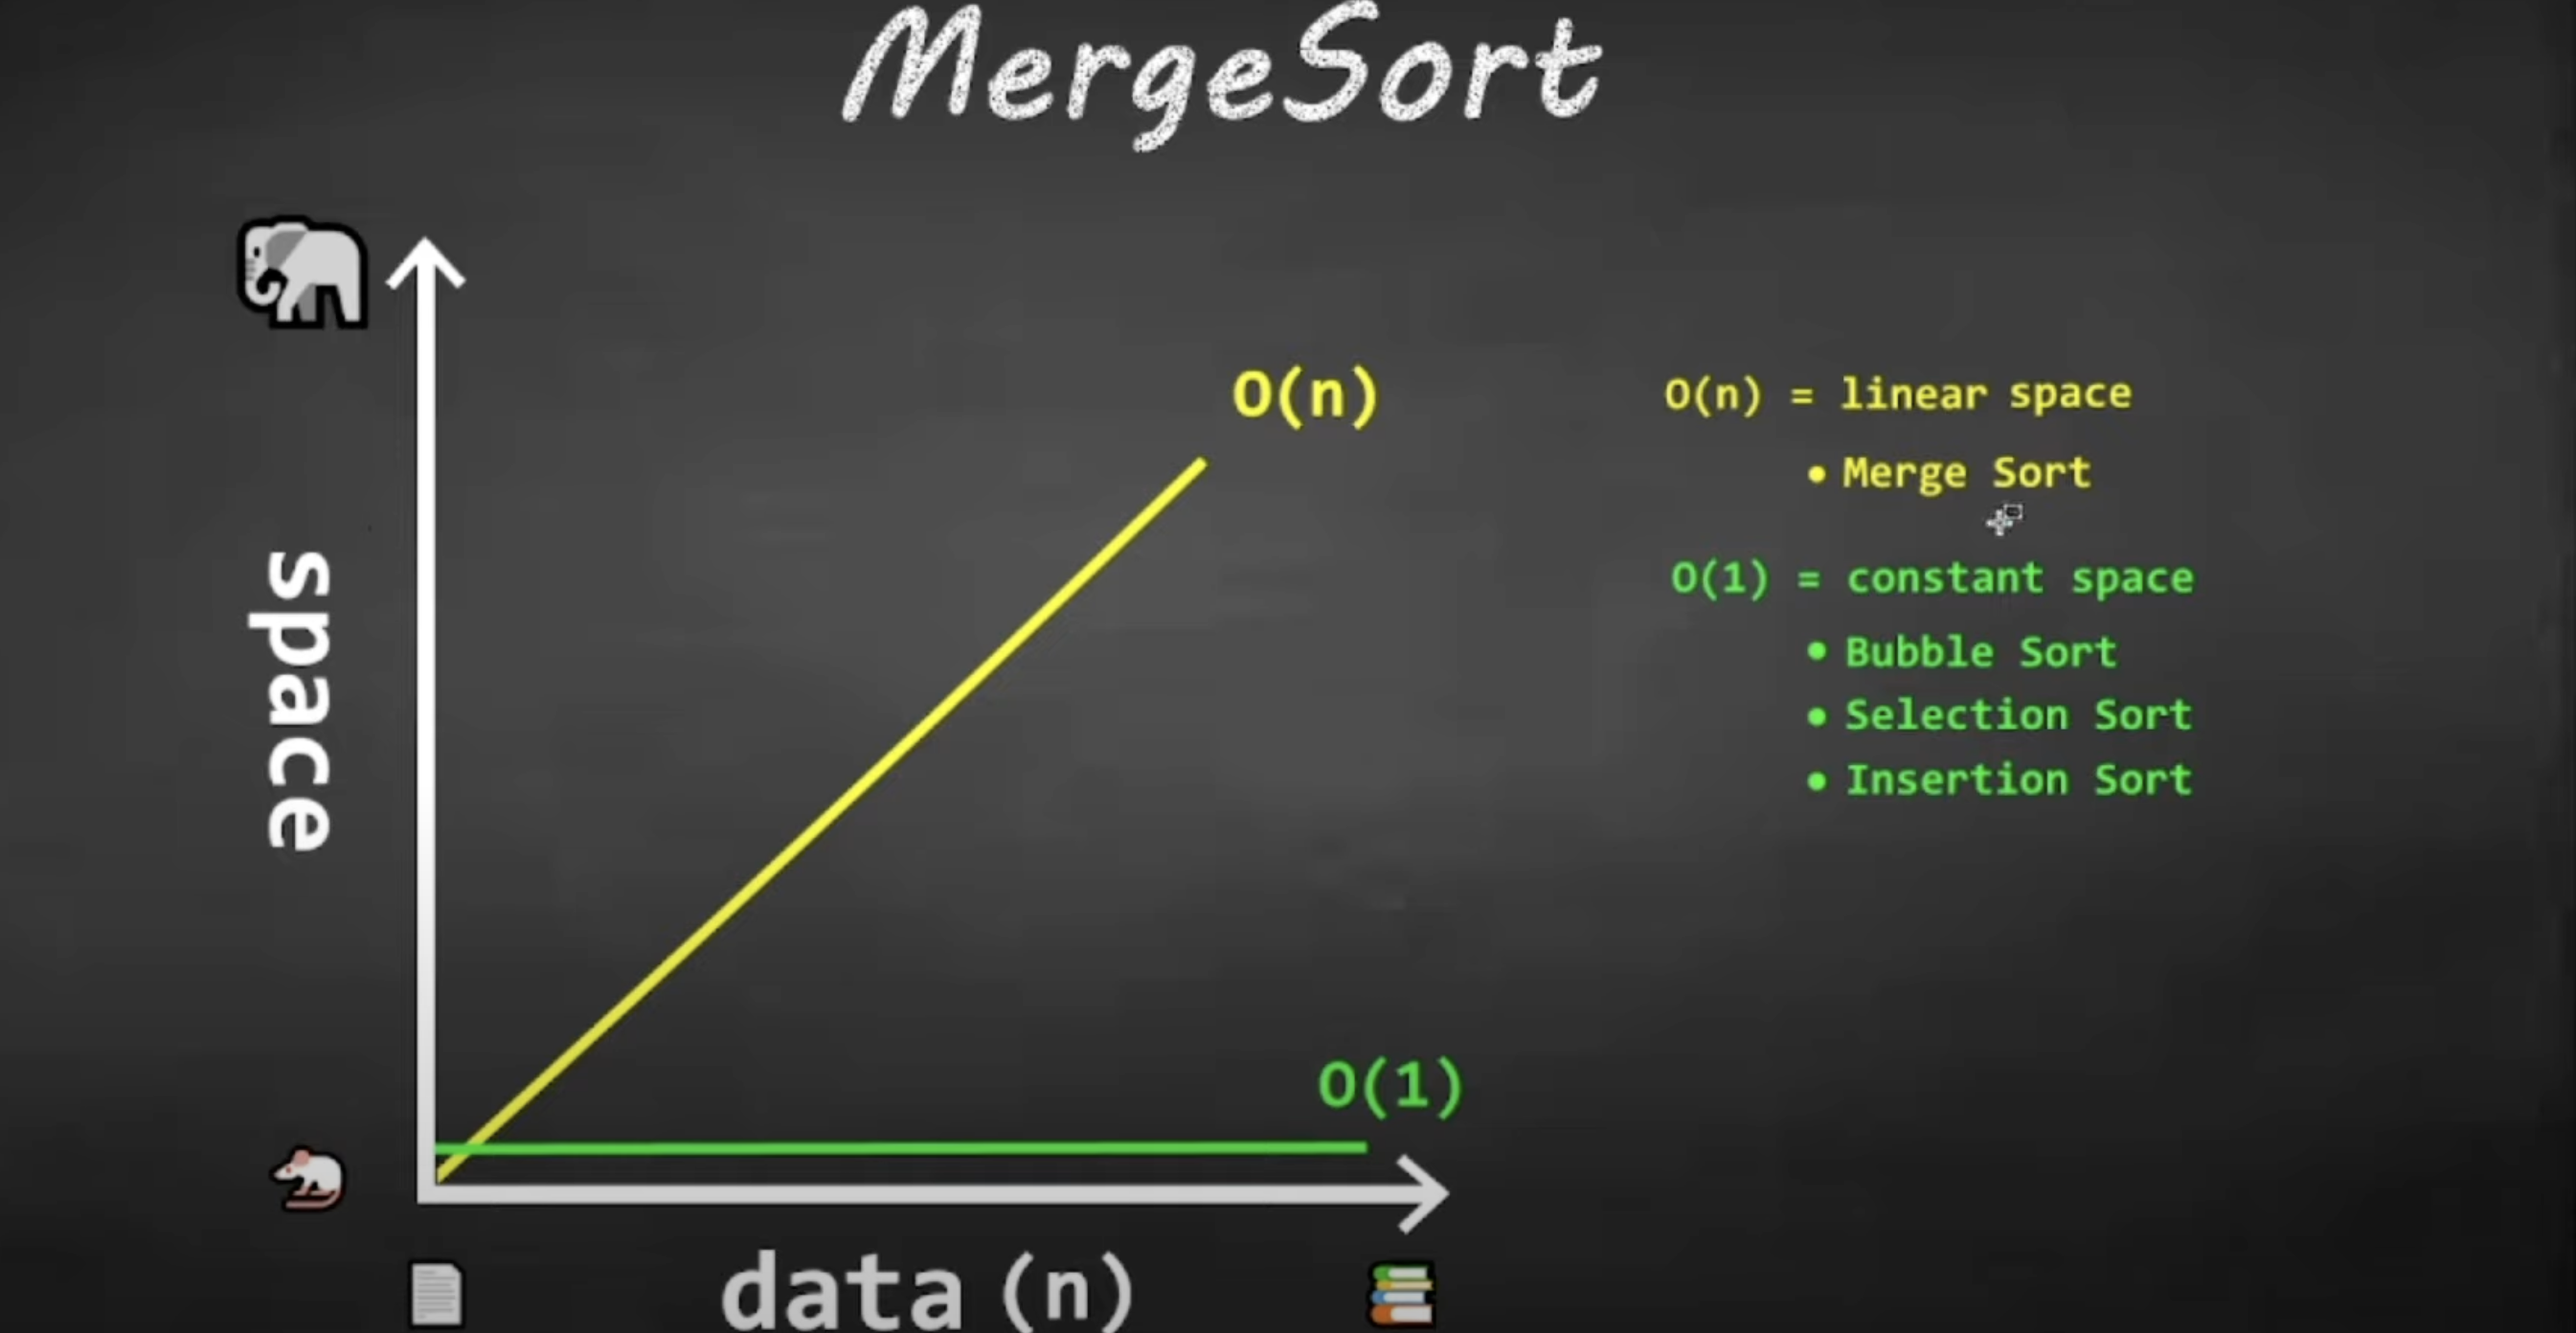 MergeSort
space
O(n)
O(1)
data (n)
O(n) = linear space
• Merge Sort
O(1) = constant space
• Bubble Sort
• Selection Sort
• Insertion Sort